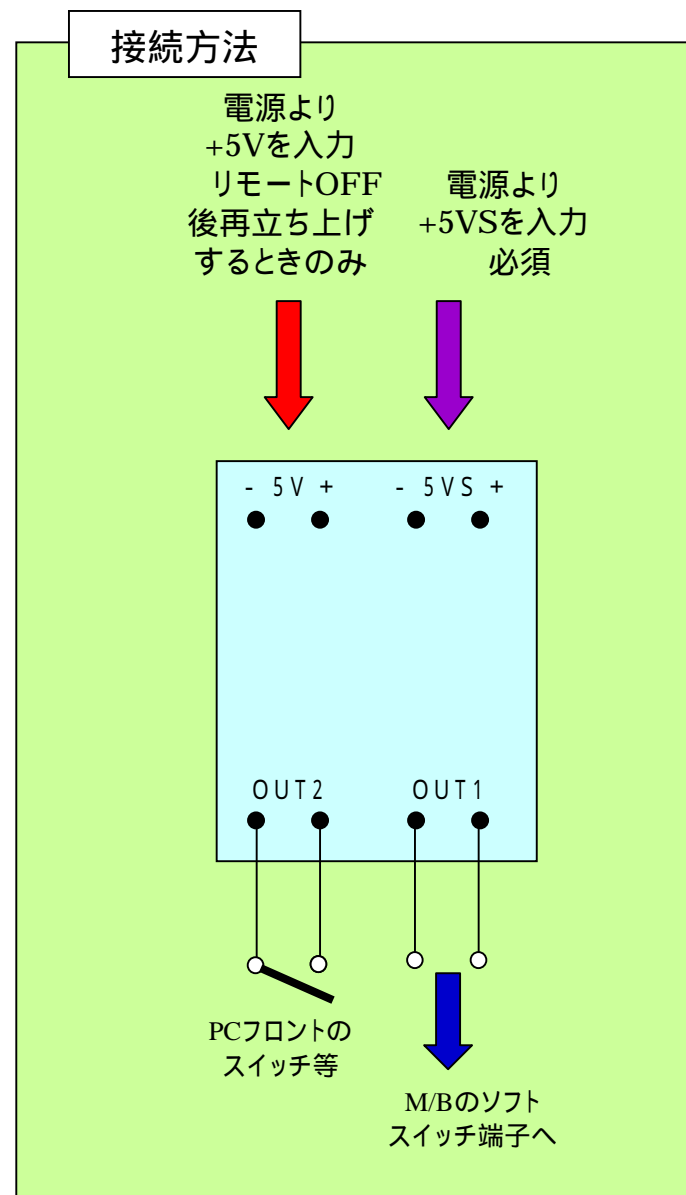 接続方法
電源より
+5Vを入力
リモートOFF
後再立ち上げ
するときのみ
電源より
+5VSを入力
必須
- 5V +
- 5VS +
OUT2
OUT1
PCフロントの
スイッチ等
M/Bのソフト
スイッチ端子へ